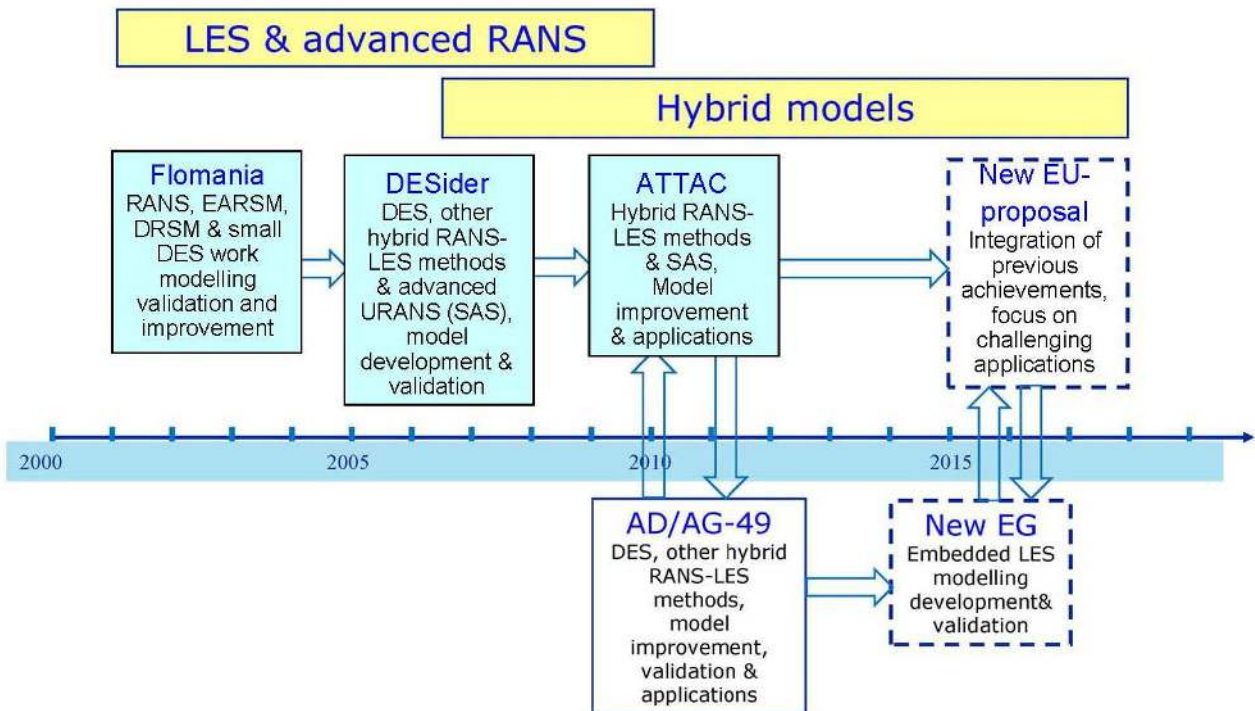 LES & advanced RANS
Hybrid models
Flomania
RANS, EARSM,
DRSM & small
DES work
modelling
validation and
improvement
DESider
DES, other
hybrid RANS-
LES methods
& advanced
URANS (SAS),
model
development &
validation
ATTAC
Hybrid RANS-
LES methods
& SAS,
Model
improvement
& applications
New EU-
proposal
Integration of
previous
achievements,
focus on
challenging
applications
2000
2005
2010
2015
AD/AG-49
DES, other hybrid
RANS-LES
methods,
model
improvement,
validation &
applications
New EG
Embedded LES
modelling
development&
validation